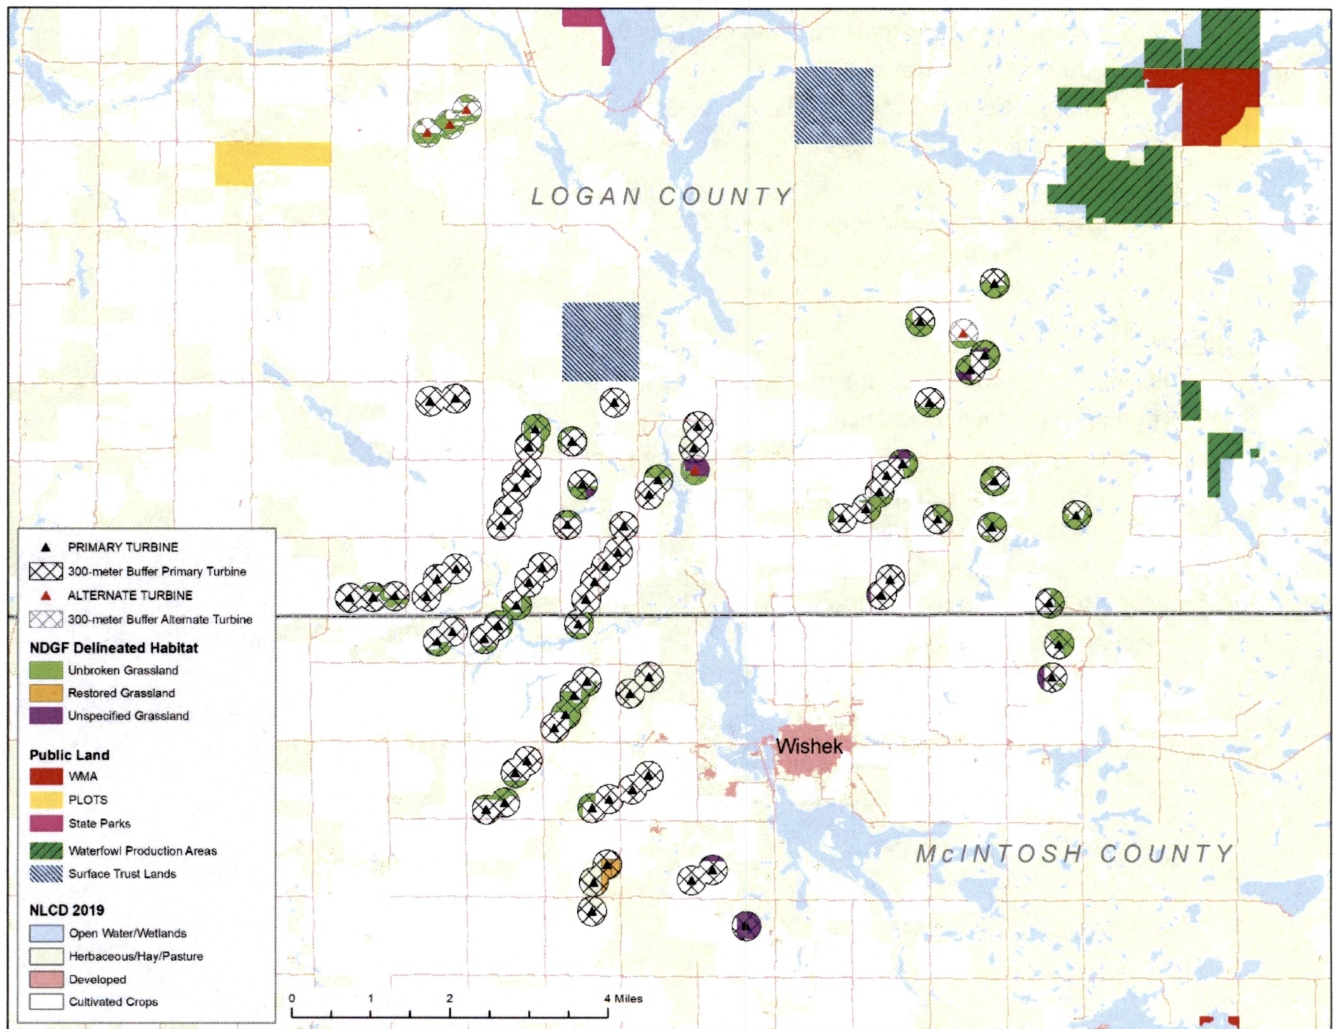 LOGAN COUNTY
PRIMARY TURBINE
300-meter Buffer Primary Turbine
ALTERNATE TURBINE
300-meter Buffer Alternate Turbine
NDGF Delineated Habitat
Unbroken Grassland
Restored Grassland
Unspecified Grassland
Public Land
WMA
PLOTS
State Parks
Waterfowl Production Areas
Surface Trust Lands
NLCD 2019
Open Water/Wetlands
Herbaceous/Hay/Pasture
Developed
Cultivated Crops
Wishek
McINTOSH COUNTY
0 1 2 4 Miles